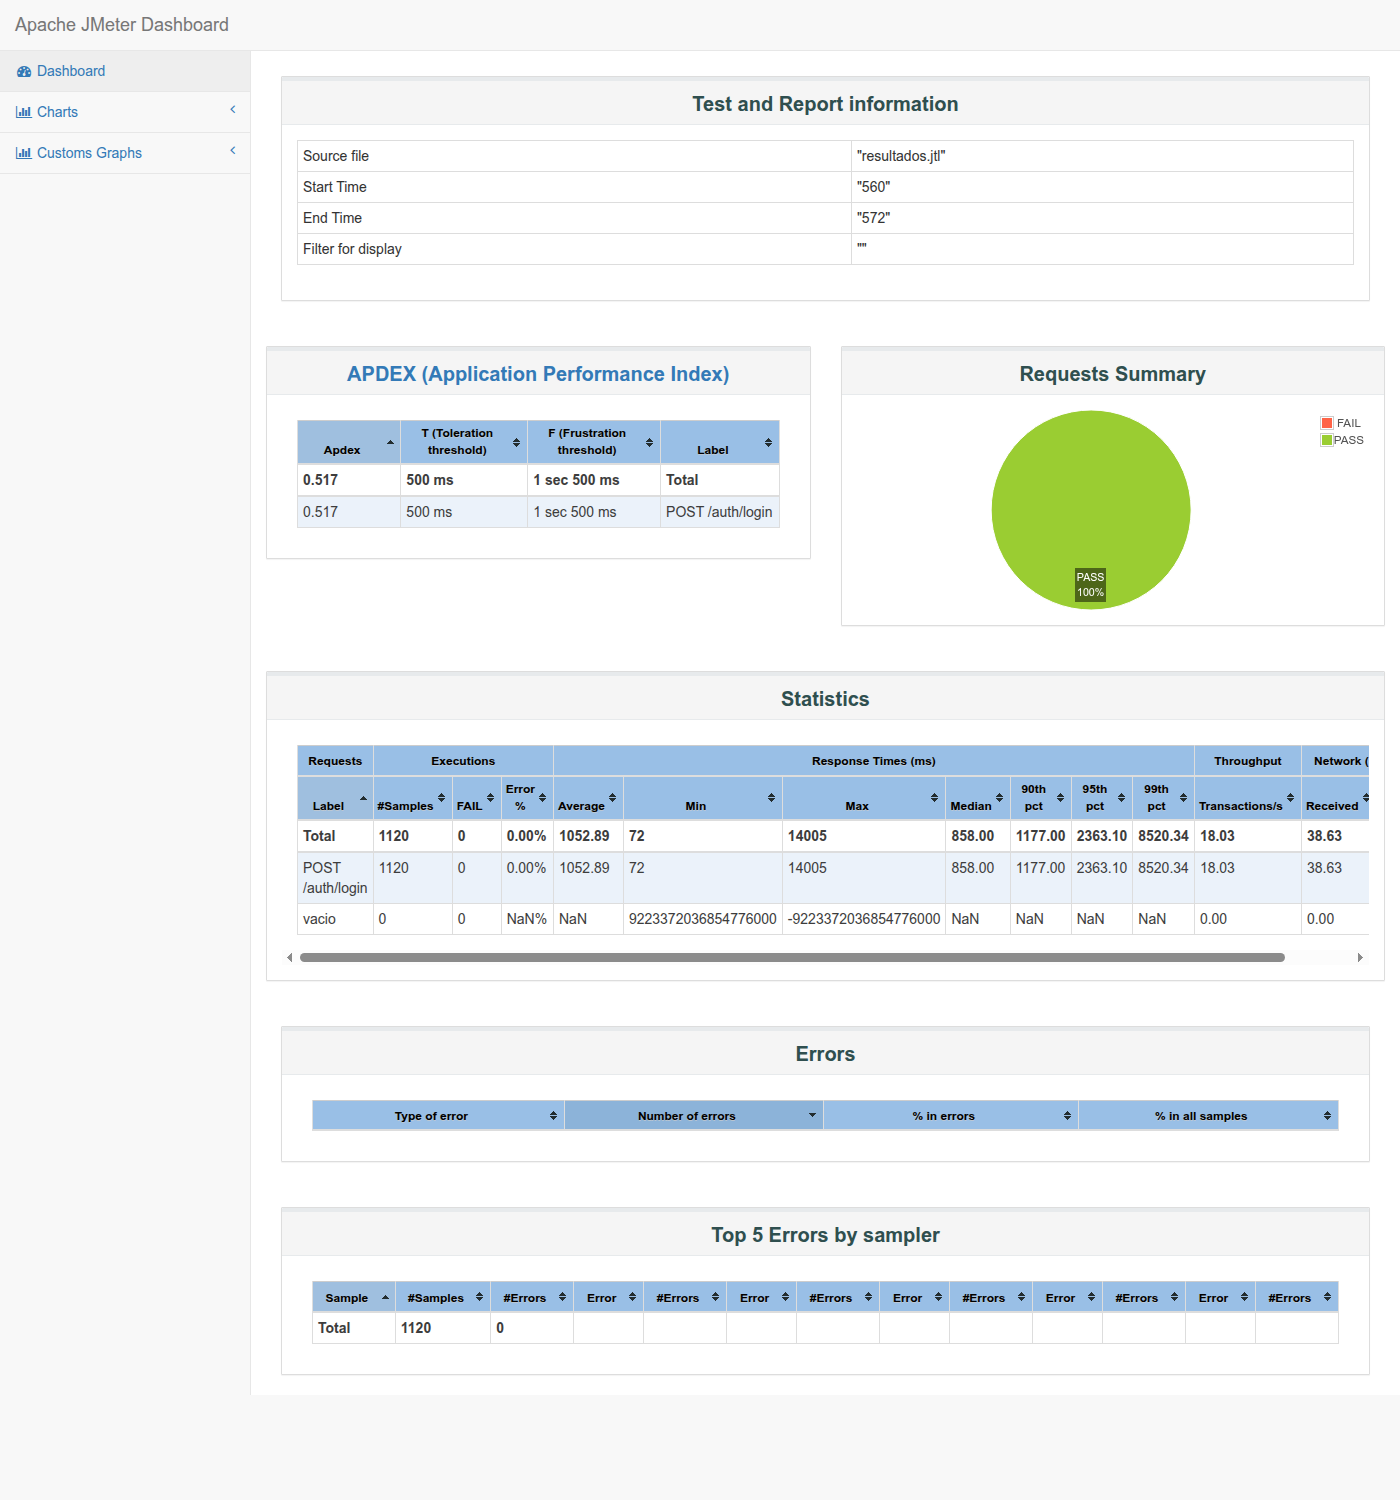 Apache JMeter Dashboard
Dashboard
Charts
Customs Graphs
Test and Report information
Source file "resultados.jtl"
Start Time "560"
End Time "572"
Filter for display ""
APDEX (Application Performance Index)
Apdex T (Toleration threshold) F (Frustration threshold) Label
0.517 500 ms 1 sec 500 ms Total
0.517 500 ms 1 sec 500 ms POST /auth/login
Requests Summary
FAIL
PASS
PASS
100%
Statistics
Requests Executions Response Times (ms) Throughput Network (
Label #Samples FAIL Error % Average Min Max Median 90th pct 95th pct 99th pct Transactions/s Received
Total 1120 0 0.00% 1052.89 72 14005 858.00 1177.00 2363.10 8520.34 18.03 38.63
POST /auth/login 1120 0 0.00% 1052.89 72 14005 858.00 1177.00 2363.10 8520.34 18.03 38.63
vacio 0 0 NaN% NaN 9223372036854776000 -9223372036854776000 NaN NaN NaN NaN 0.00 0.00
Errors
Type of error Number of errors % in errors % in all samples
Top 5 Errors by sampler
Sample #Samples #Errors Error #Errors Error #Errors Error #Errors Error #Errors Error #Errors
Total 1120 0